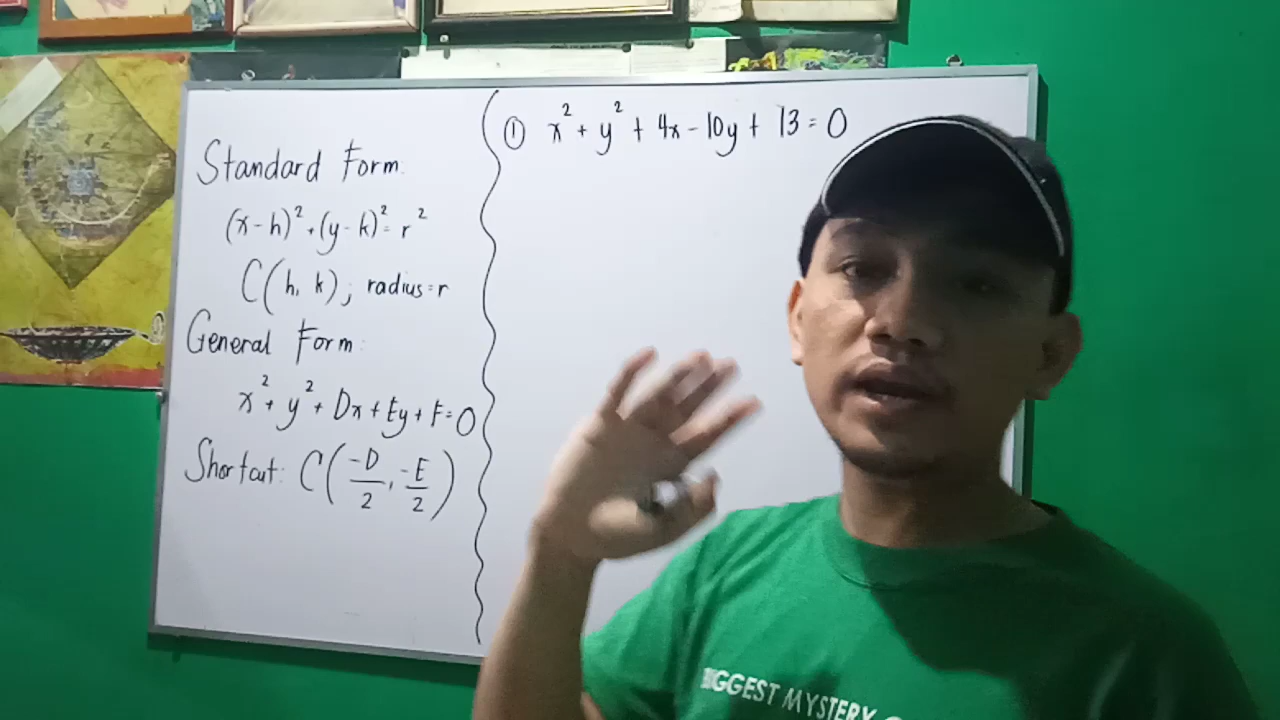 Standard Form.
(x-h)² + (y-k)² = r²
C(h, k); radius = r
General Form:
x² + y² + Dx + Ey + F = 0
Shortcut: C(-D/2, -E/2)
① x² + y² + 4x - 10y + 13 = 0
BIGGEST MYSTERY